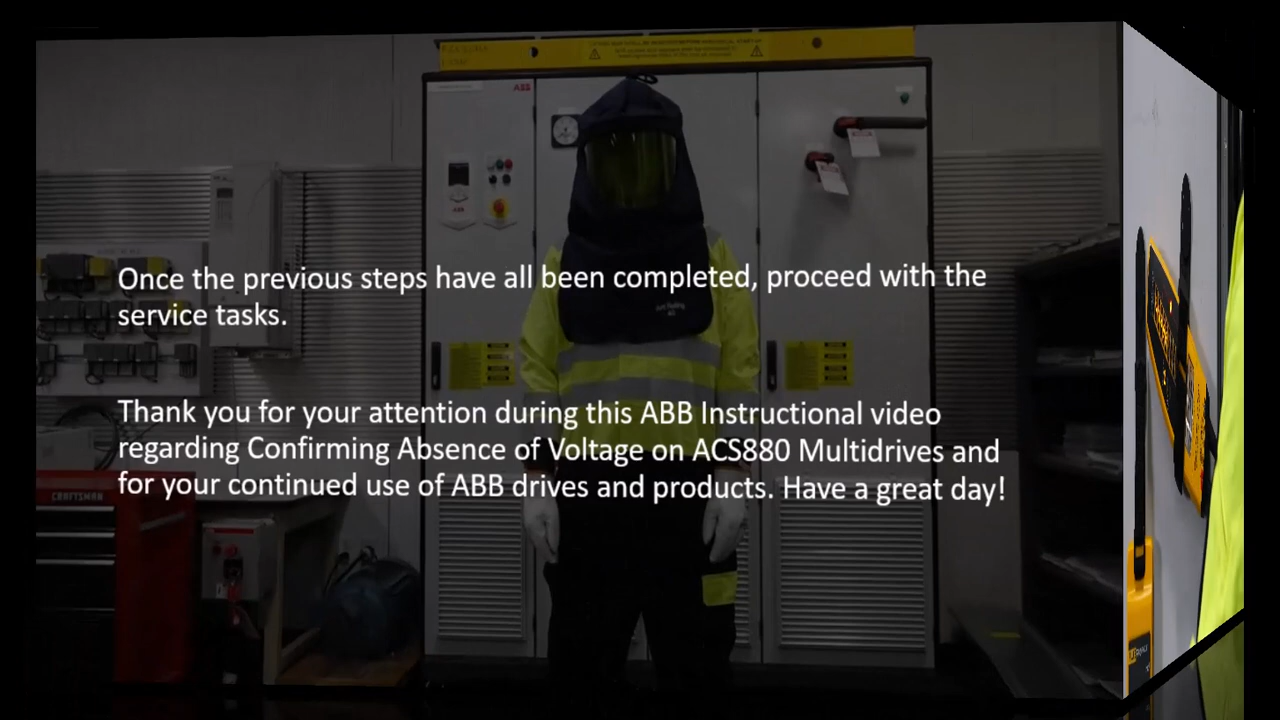 ABB
ABB
Once the previous steps have all been completed, proceed with the
service tasks.
Thank you for your attention during this ABB Instructional video
regarding Confirming Absence of Voltage on ACS880 Multidrives and
for your continued use of ABB drives and products. Have a great day!
CRAFTSMAN